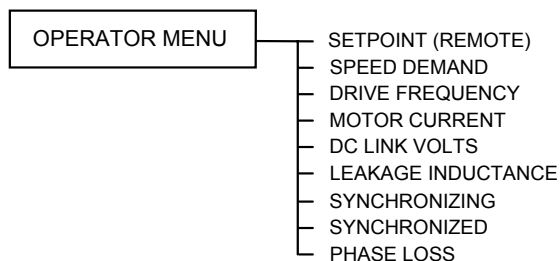 OPERATOR MENU
SETPOINT (REMOTE)
SPEED DEMAND
DRIVE FREQUENCY
MOTOR CURRENT
DC LINK VOLTS
LEAKAGE INDUCTANCE
SYNCHRONIZING
SYNCHRONIZED
PHASE LOSS